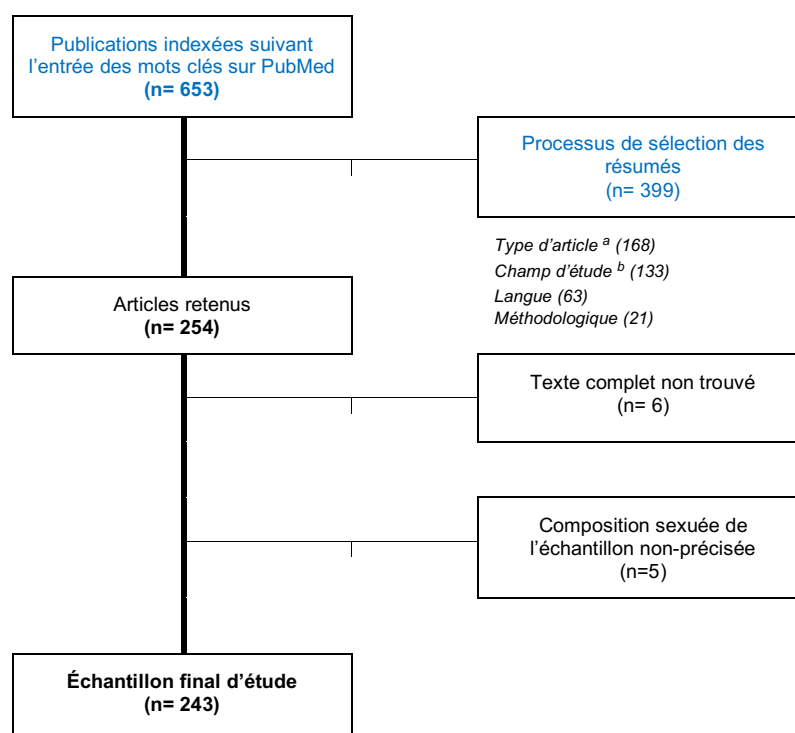 Publications indexées suivant
l’entrée des mots clés sur PubMed
(n= 653)
Processus de sélection des
résumés
(n= 399)
Type d’article a (168)
Champ d’étude b (133)
Langue (63)
Méthodologique (21)
Articles retenus
(n= 254)
Texte complet non trouvé
(n= 6)
Composition sexuée de
l’échantillon non-précisée
(n=5)
Échantillon final d’étude
(n= 243)